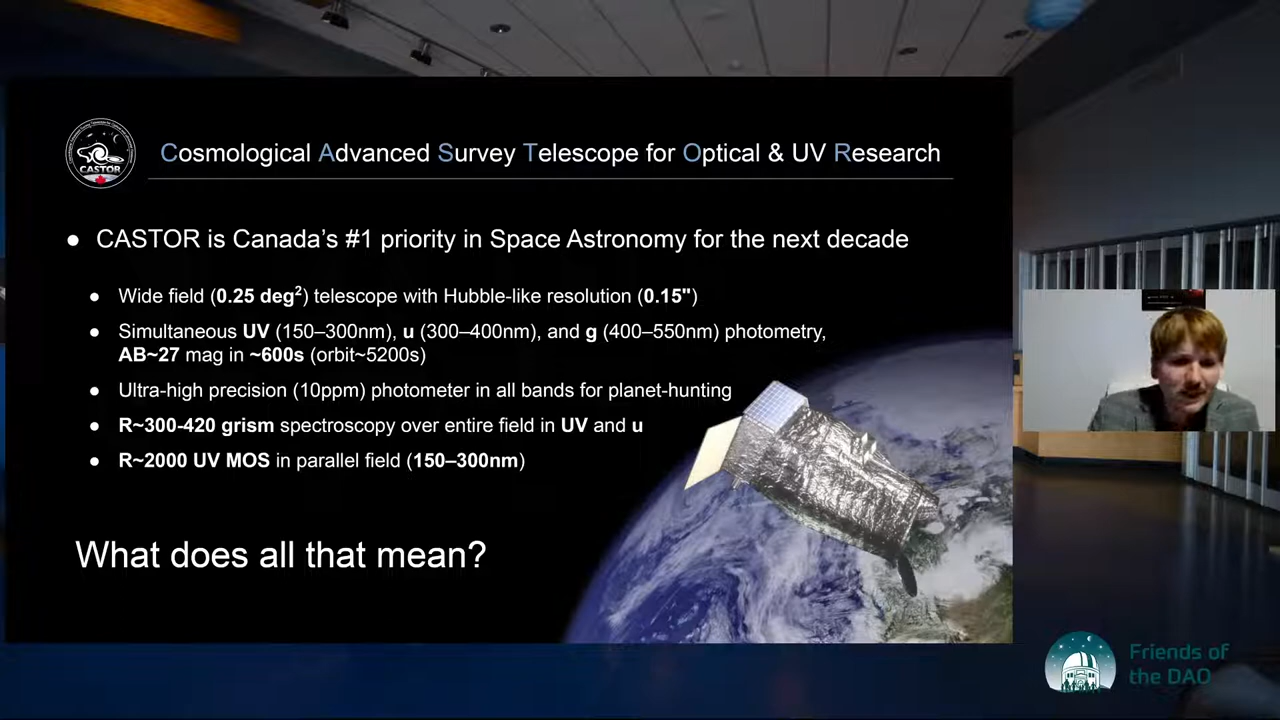 Cosmological Advanced Survey Telescope for Optical & UV Research
CASTOR
● CASTOR is Canada's #1 priority in Space Astronomy for the next decade
● Wide field (0.25 deg²) telescope with Hubble-like resolution (0.15")
● Simultaneous UV (150–300nm), u (300–400nm), and g (400–550nm) photometry,
AB~27 mag in ~600s (orbit~5200s)
● Ultra-high precision (10ppm) photometer in all bands for planet-hunting
● R~300-420 grism spectroscopy over entire field in UV and u
● R~2000 UV MOS in parallel field (150–300nm)
What does all that mean?
Friends of
the DAO